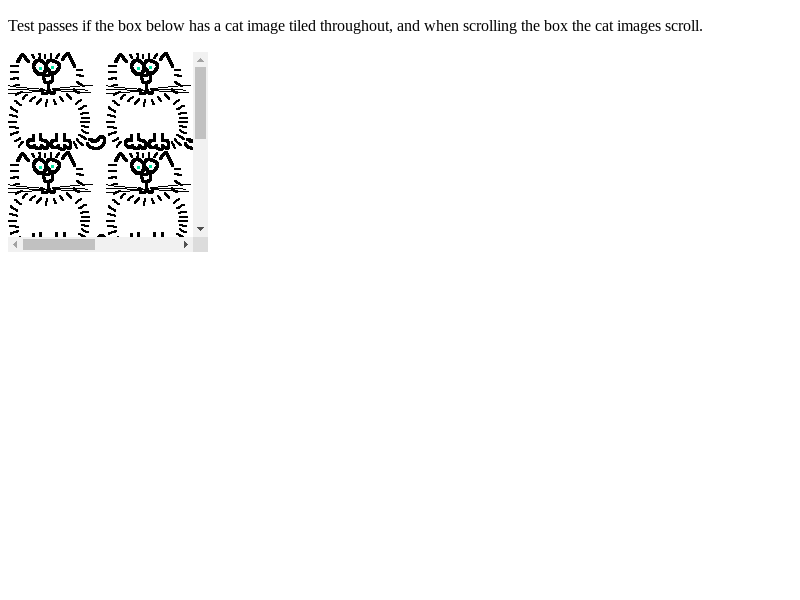 Test passes if the box below has a cat image tiled throughout, and when scrolling the box the cat images scroll.